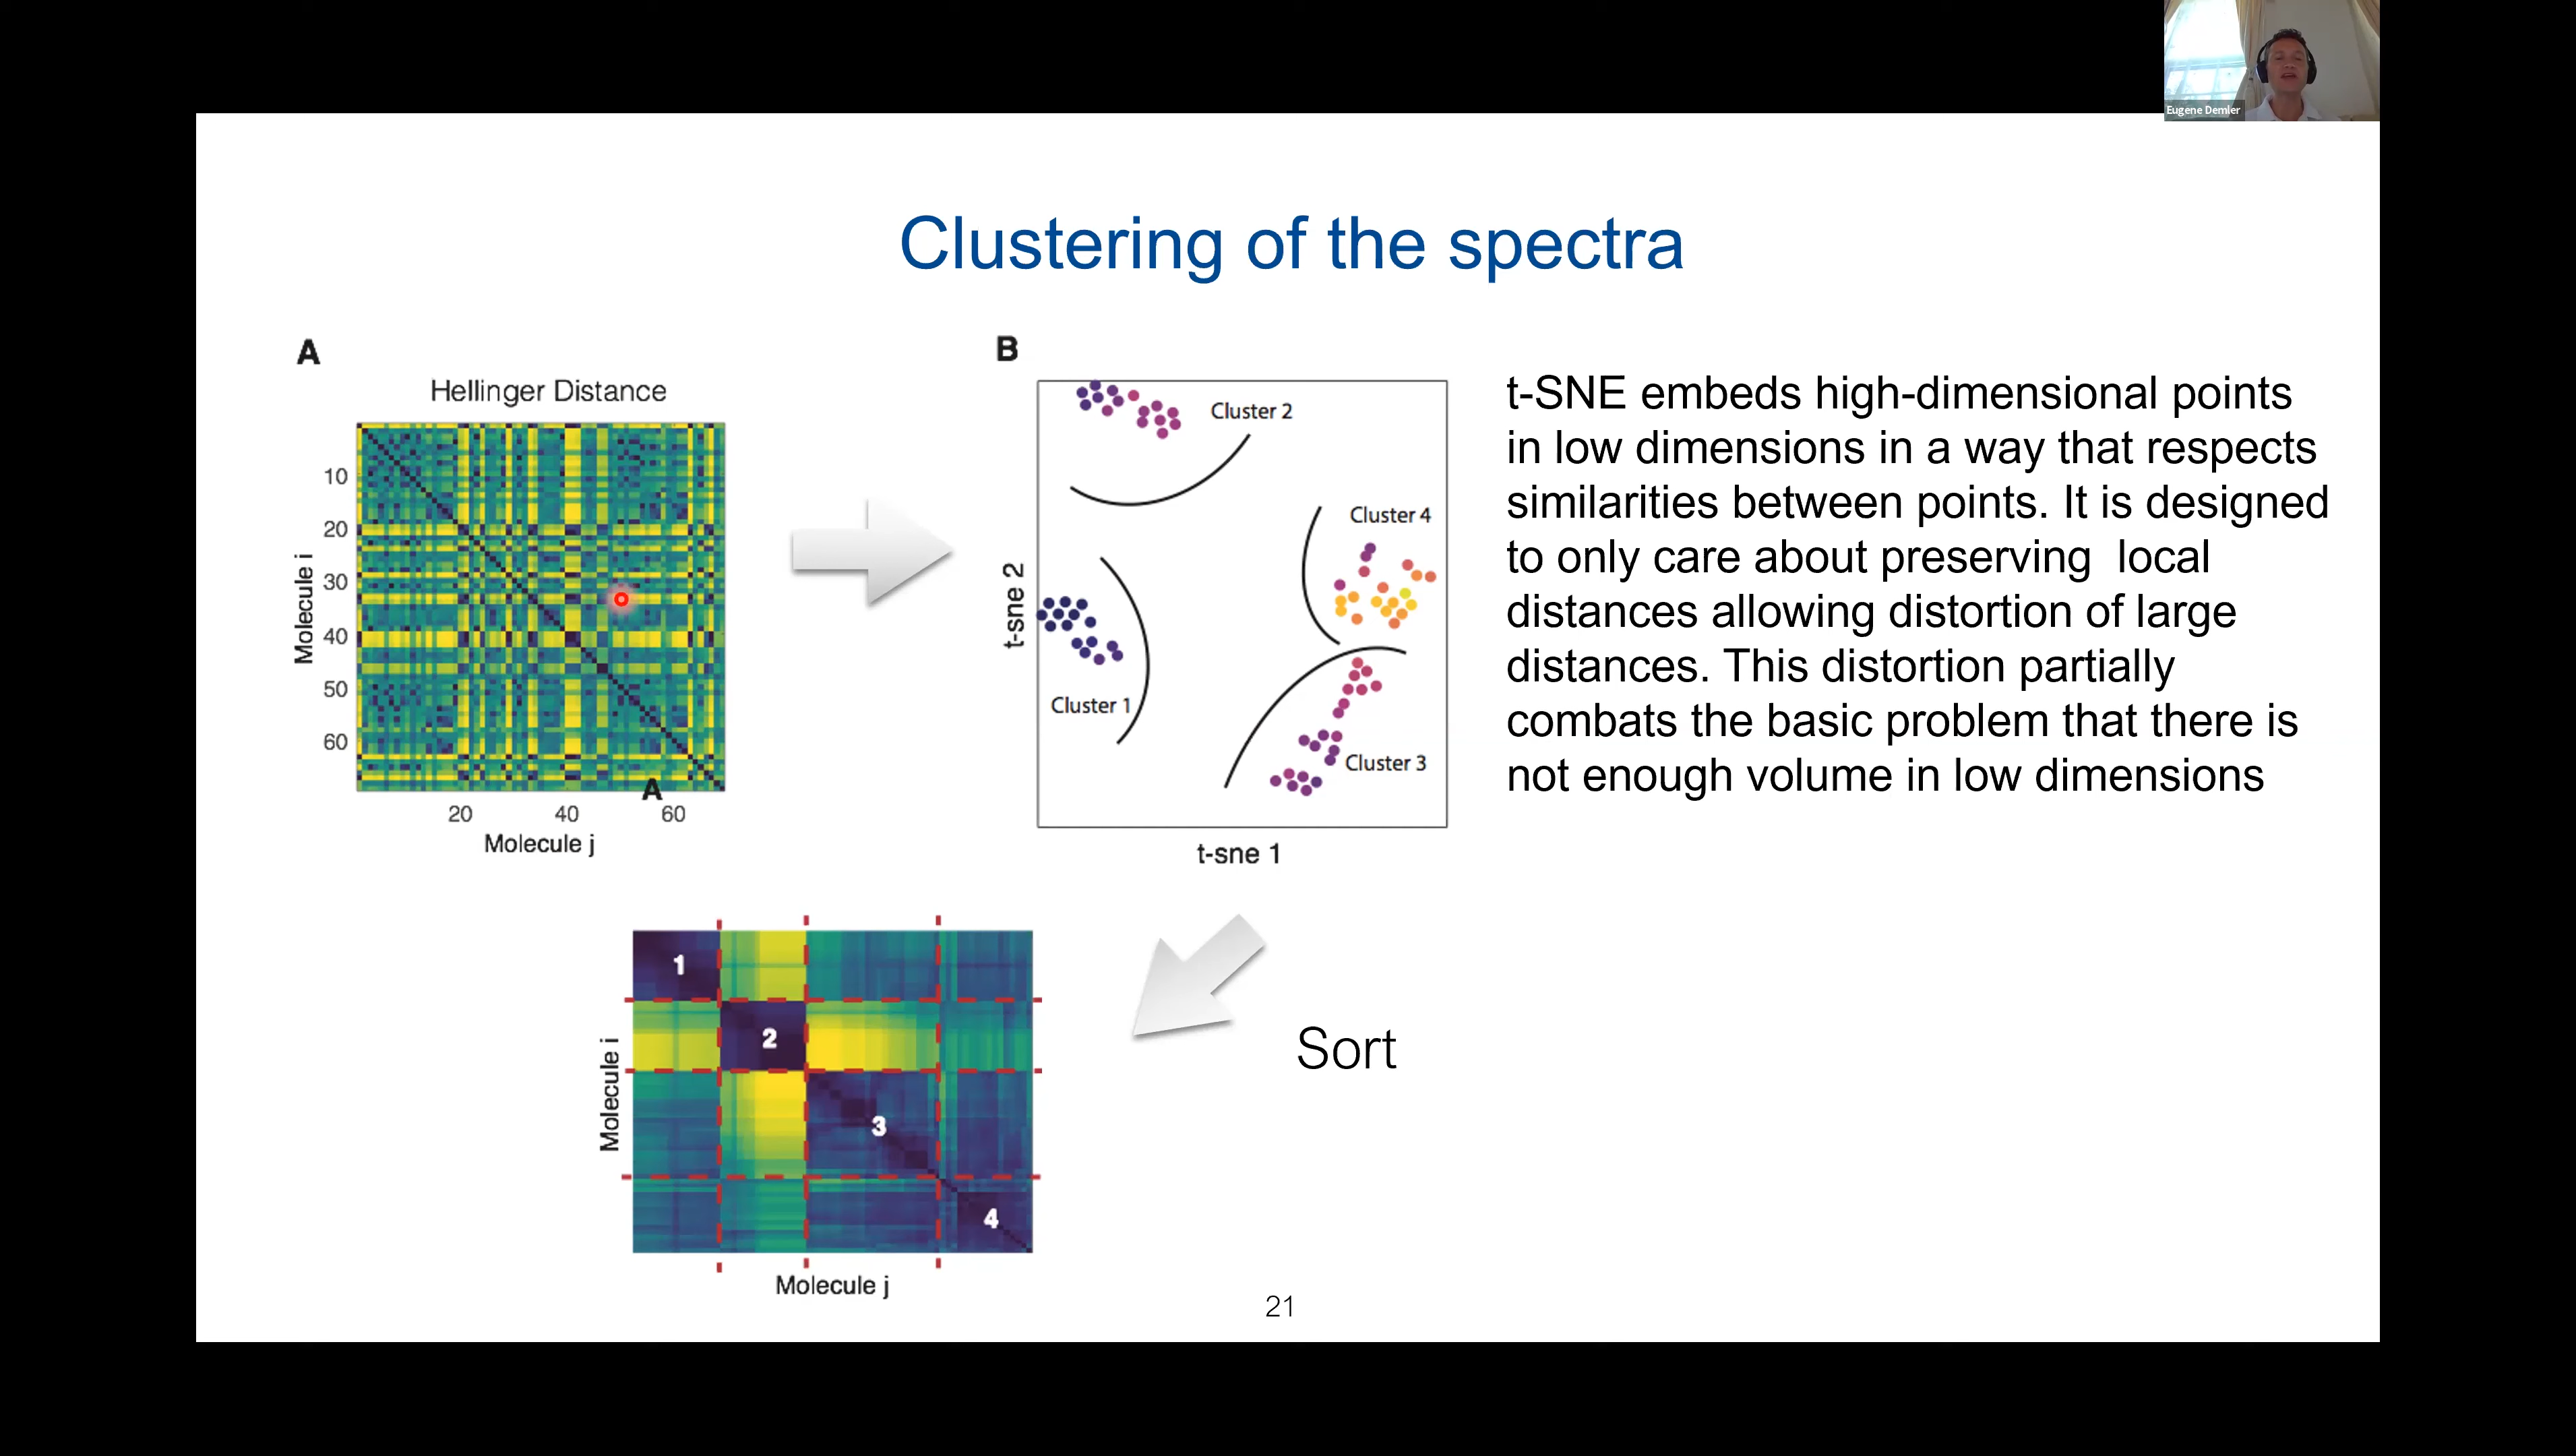 Eugene Demler
Clustering of the spectra
A
Hellinger Distance
10
20
30
40
50
60
Molecule i
A
20
40
60
Molecule j
B
Cluster 2
Cluster 4
Cluster 1
Cluster 3
t-sne 2
t-sne 1
t-SNE embeds high-dimensional points
in low dimensions in a way that respects
similarities between points. It is designed
to only care about preserving  local
distances allowing distortion of large
distances. This distortion partially
combats the basic problem that there is
not enough volume in low dimensions
1
2
3
4
Molecule i
Molecule j
Sort
21